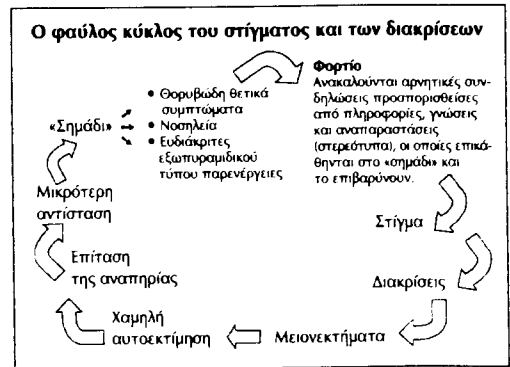 Ο φαύλος κύκλος του στίγματος και των διακρίσεων
«Σημάδι»
• Θορυβώδη θετικά
συμπτώματα
• Νοσηλεία
• Ευδιάκριτες
εξωπυραμιδικού
τύπου παρενέργειες
Φορτίο
Ανακαλούνται αρνητικές συν-
δηλώσεις προσπορισθείσες
από πληροφορίες, γνώσεις
και αναπαραστάσεις
(στερεότυπα), οι οποίες επικά-
θηνται στο «σημάδι» και
το επιβαρύνουν.
Στίγμα
Διακρίσεις
Μειονεκτήματα
Χαμηλή
αυτοεκτίμηση
Επίταση
της αναπηρίας
Μικρότερη
αντίσταση